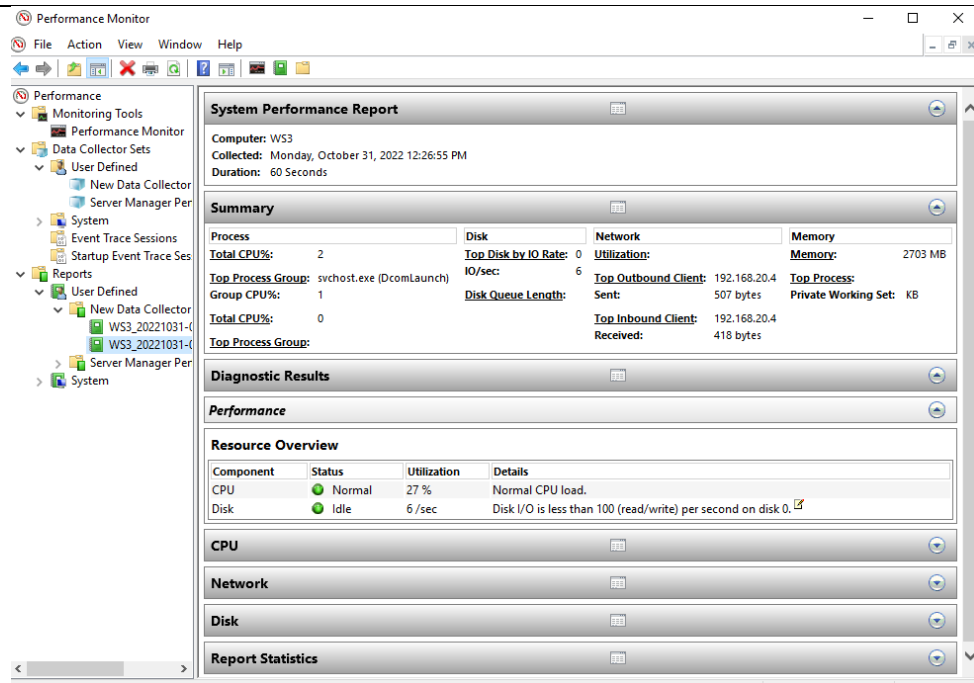 Performance Monitor
File Action View Window Help
Performance
Monitoring Tools
Performance Monitor
Data Collector Sets
User Defined
New Data Collector
Server Manager Per
System
Event Trace Sessions
Startup Event Trace Ses
Reports
User Defined
New Data Collector
WS3_20221031-0
WS3_20221031-0
Server Manager Per
System
System Performance Report
Computer: WS3
Collected: Monday, October 31, 2022 12:26:55 PM
Duration: 60 Seconds
Summary
Process Disk Network Memory
Total CPU%: 2 Top Disk by IO Rate: 0 Utilization: Memory: 2703 MB
Top Process Group: svchost.exe (DcomLaunch) IO/sec: 6 Top Outbound Client: 192.168.20.4 Top Process:
Group CPU%: 1 Disk Queue Length: Sent: 507 bytes Private Working Set: KB
Total CPU%: 0 Top Inbound Client: 192.168.20.4
Top Process Group: Received: 418 bytes
Diagnostic Results
Performance
Resource Overview
Component Status Utilization Details
CPU Normal 27 % Normal CPU load.
Disk Idle 6 /sec Disk I/O is less than 100 (read/write) per second on disk 0.
CPU
Network
Disk
Report Statistics